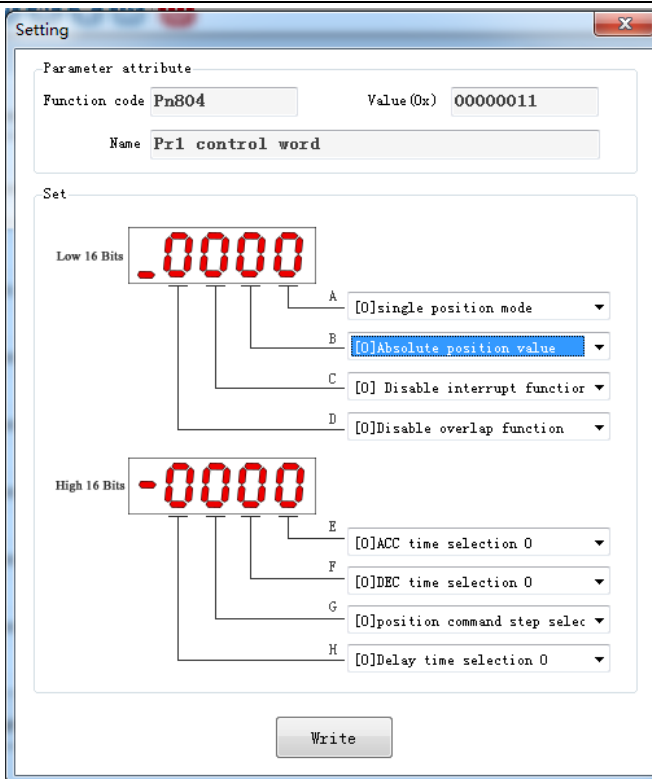 Setting
Parameter attribute
Function code Pn804 Value(0x) 00000011
Name Pr1 control word
Set
Low 16 Bits _0000
A [0]single position mode
B [0]Absolute position value
C [0] Disable interrupt function
D [0]Disable overlap function
High 16 Bits -0000
E [0]ACC time selection 0
F [0]DEC time selection 0
G [0]position command step selec
H [0]Delay time selection 0
Write